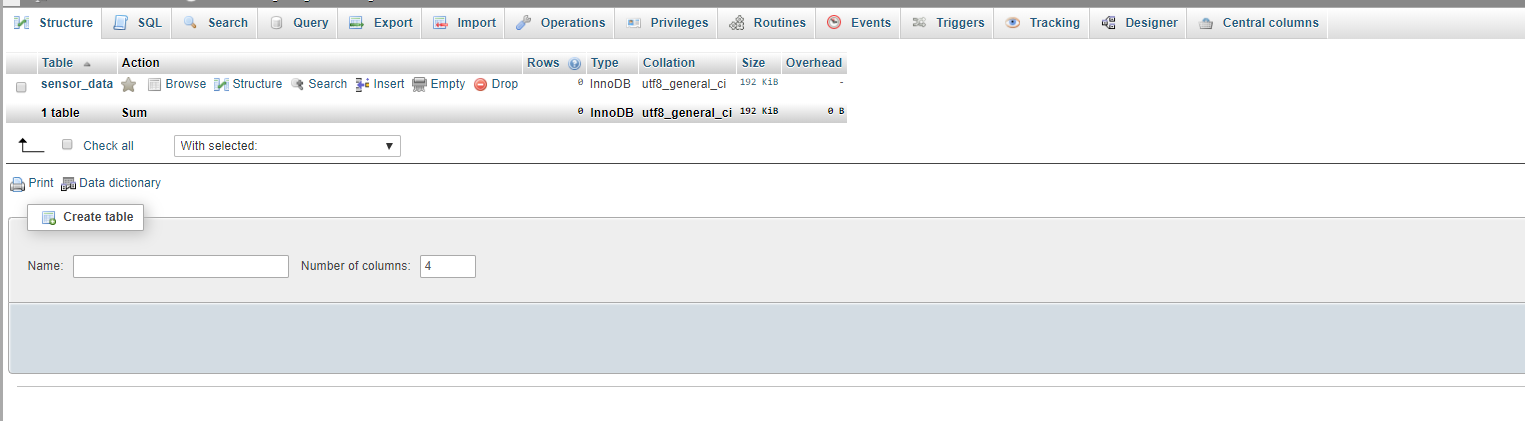 Structure SQL Search Query Export Import Operations Privileges Routines Events Triggers Tracking Designer Central columns
Table Action Rows Type Collation Size Overhead
sensor_data Browse Structure Search Insert Empty Drop 0 InnoDB utf8_general_ci 192 KiB -
1 table Sum 0 InnoDB utf8_general_ci 192 KiB 0 B
Check all With selected:
Print Data dictionary
Create table
Name: Number of columns: 4